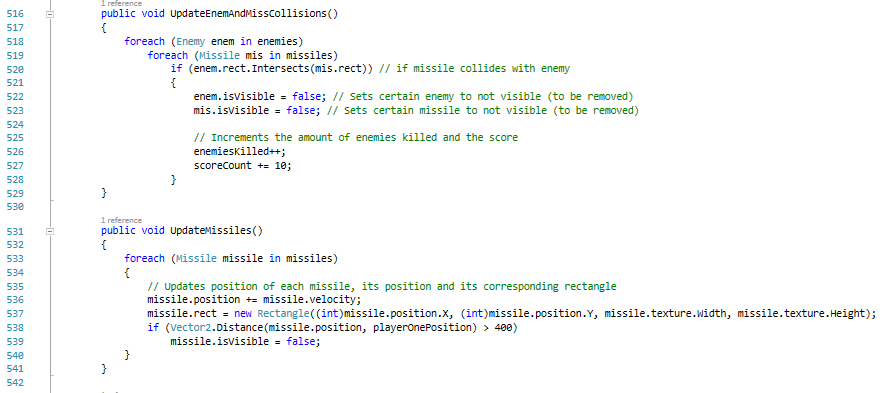 1 reference
516 public void UpdateEnemAndMissCollisions()
517 {
518 foreach (Enemy enem in enemies)
519 foreach (Missile mis in missiles)
520 if (enem.rect.Intersects(mis.rect)) // if missile collides with enemy
521 {
522 enem.isVisible = false; // Sets certain enemy to not visible (to be removed)
523 mis.isVisible = false; // Sets certain missile to not visible (to be removed)
524
525 // Increments the amount of enemies killed and the score
526 enemiesKilled++;
527 scoreCount += 10;
528 }
529 }
530
1 reference
531 public void UpdateMissiles()
532 {
533 foreach (Missile missile in missiles)
534 {
535 // Updates position of each missile, its position and its corresponding rectangle
536 missile.position += missile.velocity;
537 missile.rect = new Rectangle((int)missile.position.X, (int)missile.position.Y, missile.texture.Width, missile.texture.Height);
538 if (Vector2.Distance(missile.position, playerOnePosition) > 400)
539 missile.isVisible = false;
540 }
541 }
542